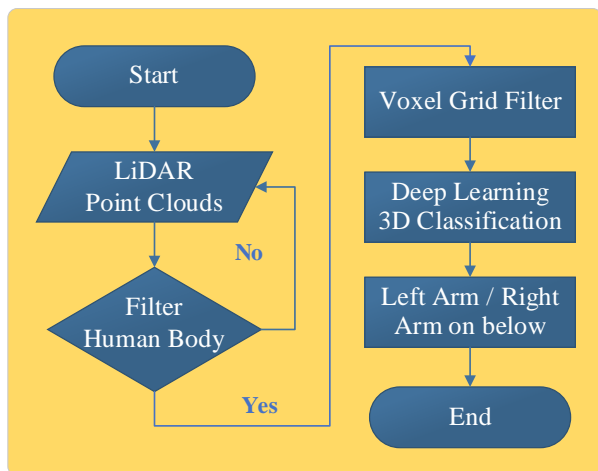 Start
LiDAR
Point Clouds
No
Filter
Human Body
Yes
Voxel Grid Filter
Deep Learning
3D Classification
Left Arm / Right
Arm on below
End